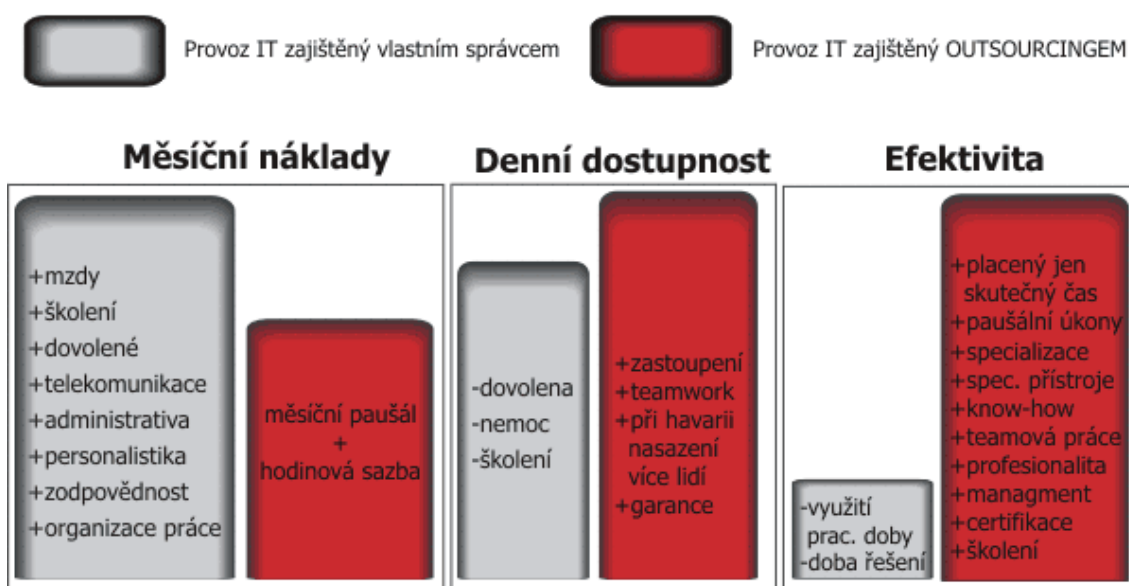 Provoz IT zajištěný vlastním správcem
Provoz IT zajištěný OUTSOURCINGEM
Měsíční náklady
+mzdy
+školení
+dovolené
+telekomunikace
+administrativa
+personalistika
+zodpovědnost
+organizace práce
měsíční paušál
+
hodinová sazba
Denní dostupnost
-dovolena
-nemoc
-školení
+zastoupení
+teamwork
+při havarii
nasazení
více lidí
+garance
Efektivita
-využití
prac. doby
-doba řešení
+placený jen
skutečný čas
+paušální úkony
+specializace
+spec. přístroje
+know-how
+teamová práce
+profesionalita
+managment
+certifikace
+školení